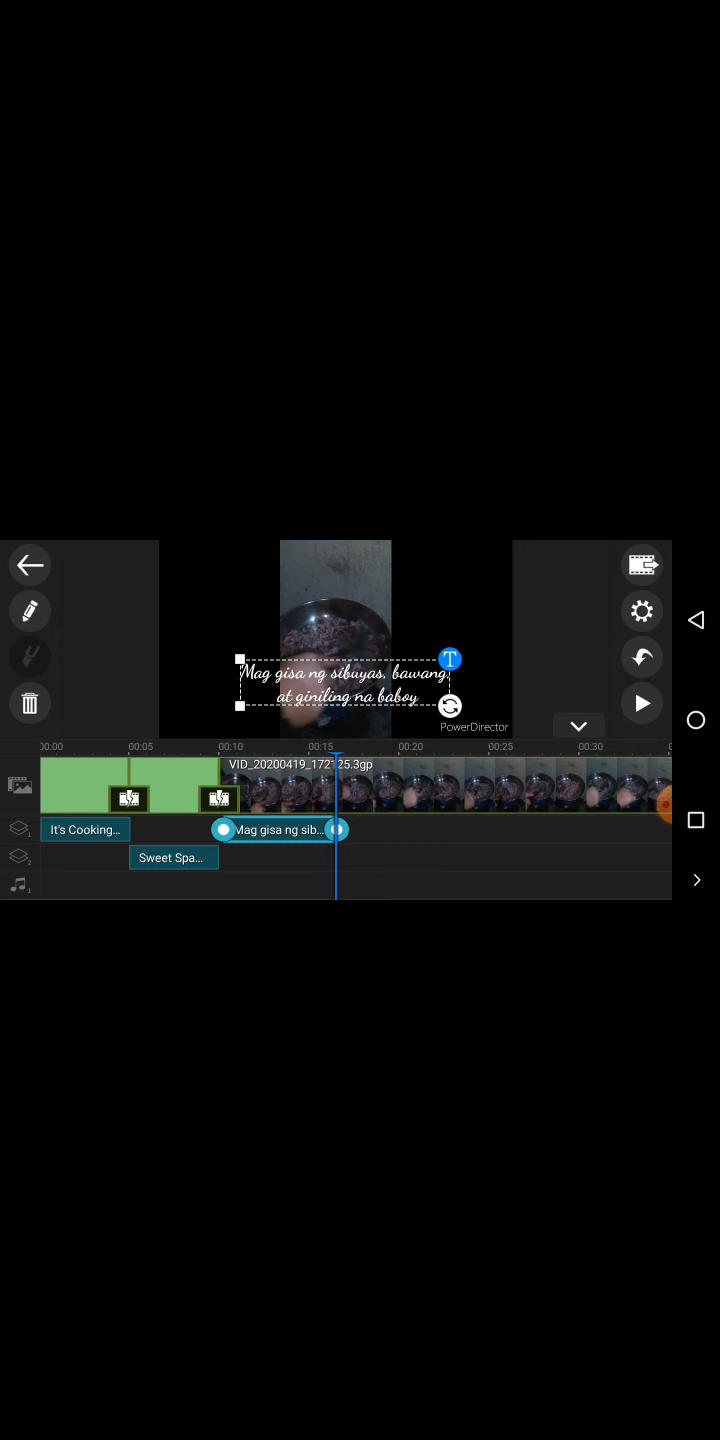 Mag gisa ng sibuyas, bawang,
at giniling na baboy
PowerDirector
00:00 00:05 00:10 00:15 00:20 00:25 00:30
VID_20200419_172125.3gp
It's Cooking... Mag gisa ng sib...
Sweet Spa...